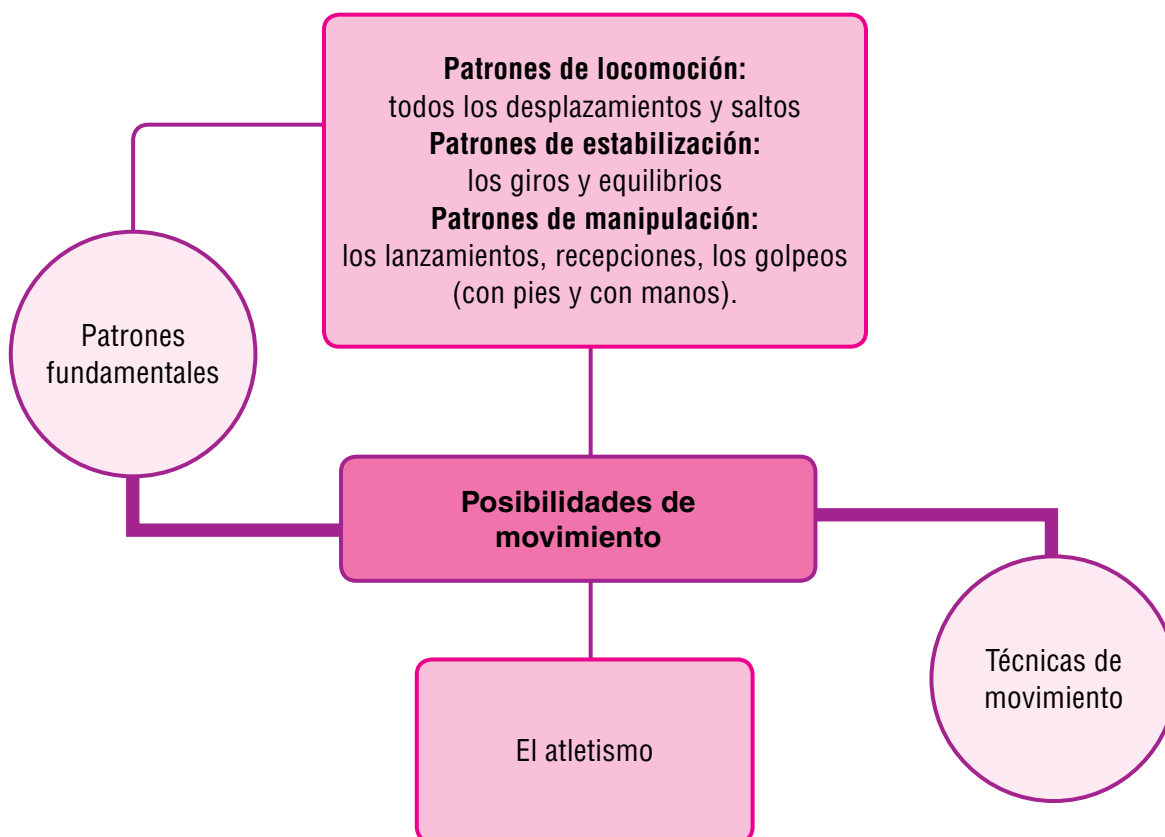 Patrones de locomoción:
todos los desplazamientos y saltos
Patrones de estabilización:
los giros y equilibrios
Patrones de manipulación:
los lanzamientos, recepciones, los golpeos
(con pies y con manos).
Patrones
fundamentales
Posibilidades de
movimiento
Técnicas de
movimiento
El atletismo